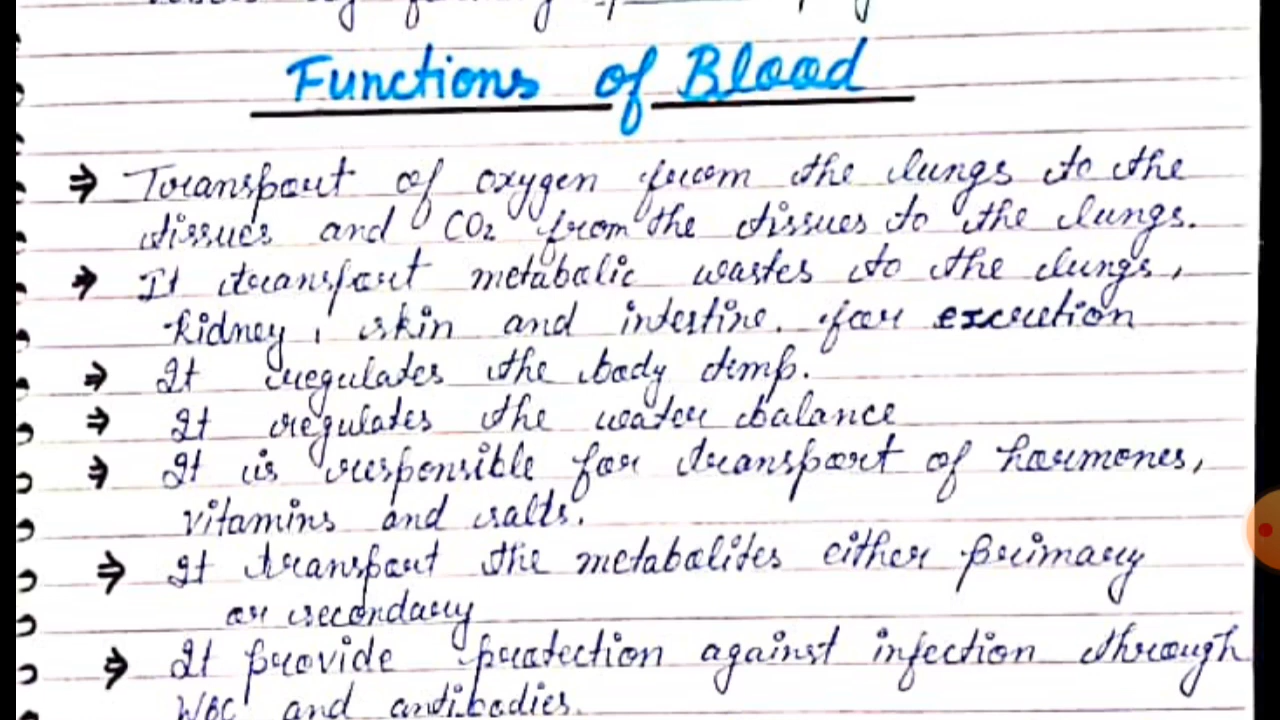 Functions of Blood
⇒ Transport of oxygen from the lungs to the
tissues and CO2 from the tissues to the lungs.
⇒ It transport metabolic wastes to the lungs,
kidney, skin and intestine. for excretion
⇒ It regulates the body temp.
⇒ It regulates the water balance
⇒ It is responsible for transport of hormones,
vitamins and salts.
⇒ It transport the metabolites either primary
or secondary
⇒ It provide protection against infection through
WBC and antibodies.